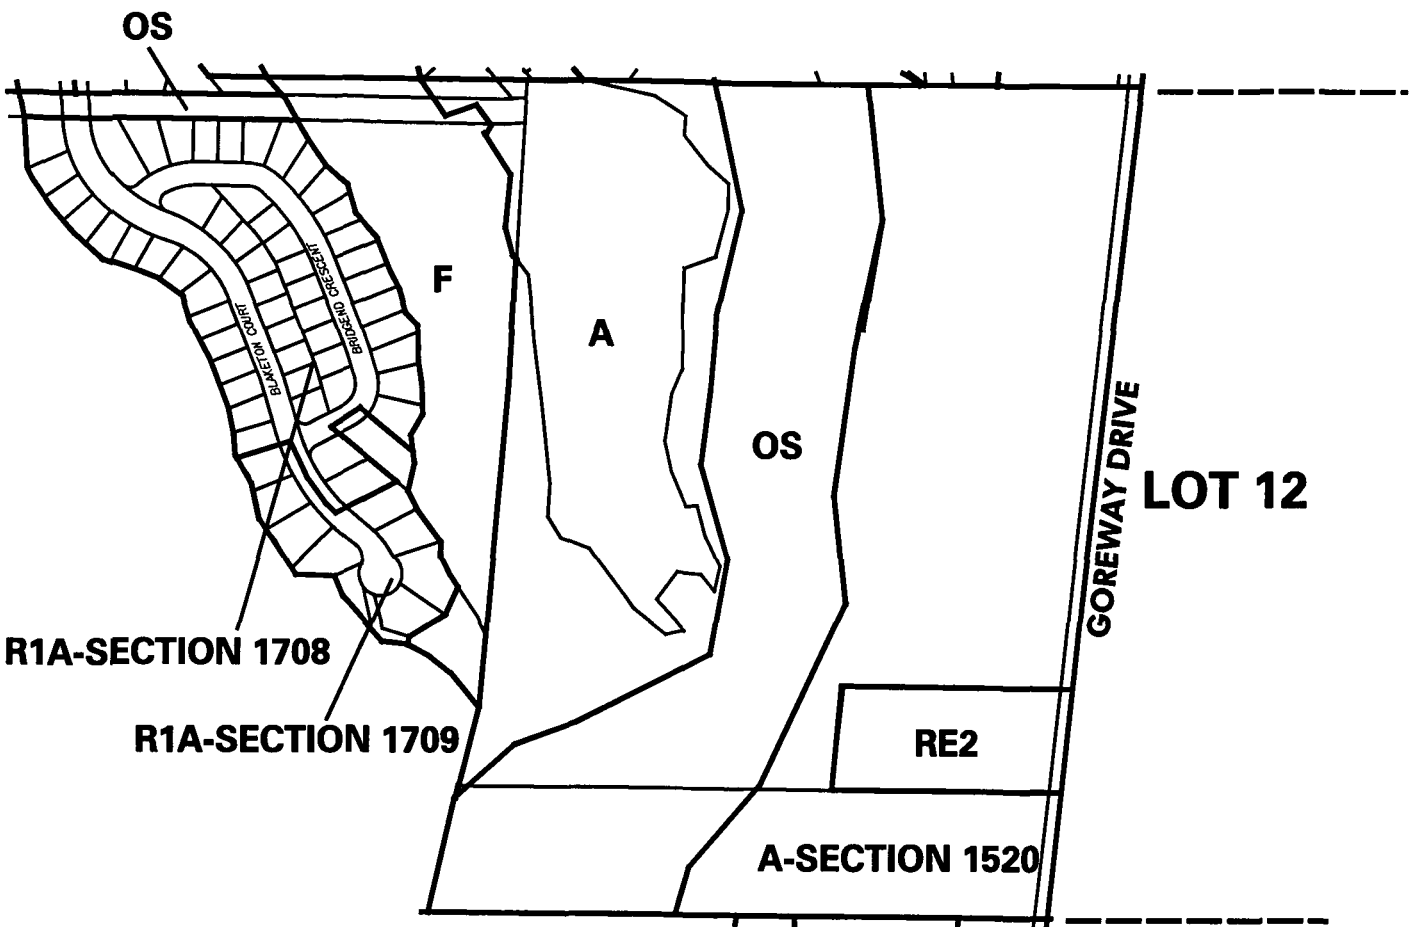 OS
F
A
BRIDGEND CRESCENT
BLAKETON COURT
OS
GOREWAY DRIVE
LOT 12
R1A-SECTION 1708
R1A-SECTION 1709
RE2
A-SECTION 1520